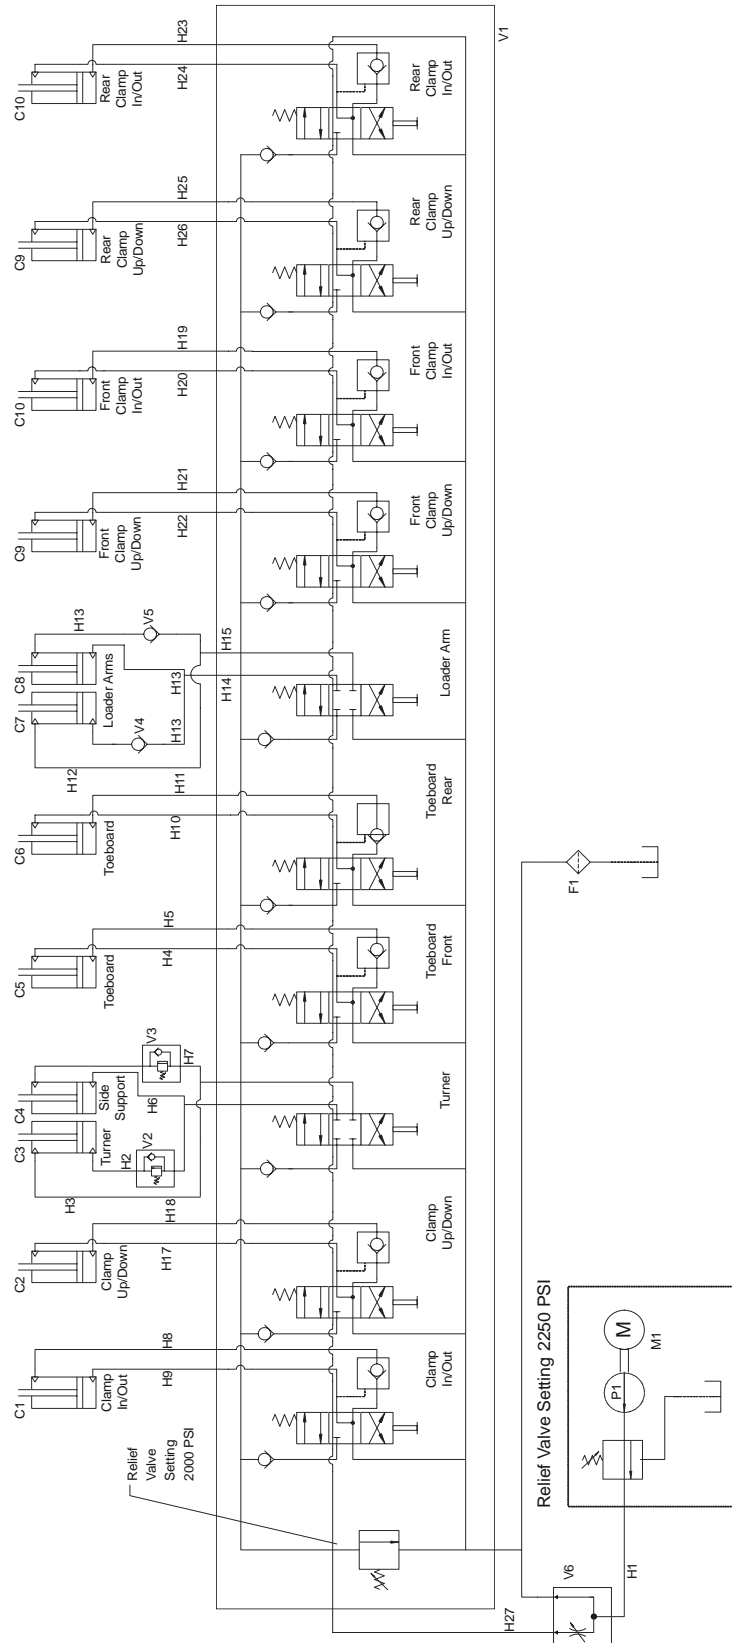 C1
Clamp
In/Out
C2
Clamp
Up/Down
C3
Turner
C4
Side
Support
C5
Toeboard
C6
Toeboard
C7
C8
Loader Arms
C9
Front
Clamp
Up/Down
C10
Front
Clamp
In/Out
C9
Rear
Clamp
Up/Down
C10
Rear
Clamp
In/Out
H9
H8
H17
H18
H3
H2
V2
H6
V3
H7
H4
H5
H10
H11
H12
V4
H13
H13
H13
V5
H14
H15
H22
H21
H20
H19
H26
H25
H24
H23
Relief
Valve
Setting
2000 PSI
Clamp
In/Out
Clamp
Up/Down
Turner
Toeboard
Front
Toeboard
Rear
Loader Arm
Front
Clamp
Up/Down
Front
Clamp
In/Out
Rear
Clamp
Up/Down
Rear
Clamp
In/Out
V1
H27
V6
H1
Relief Valve Setting 2250 PSI
P1
M
M1
F1